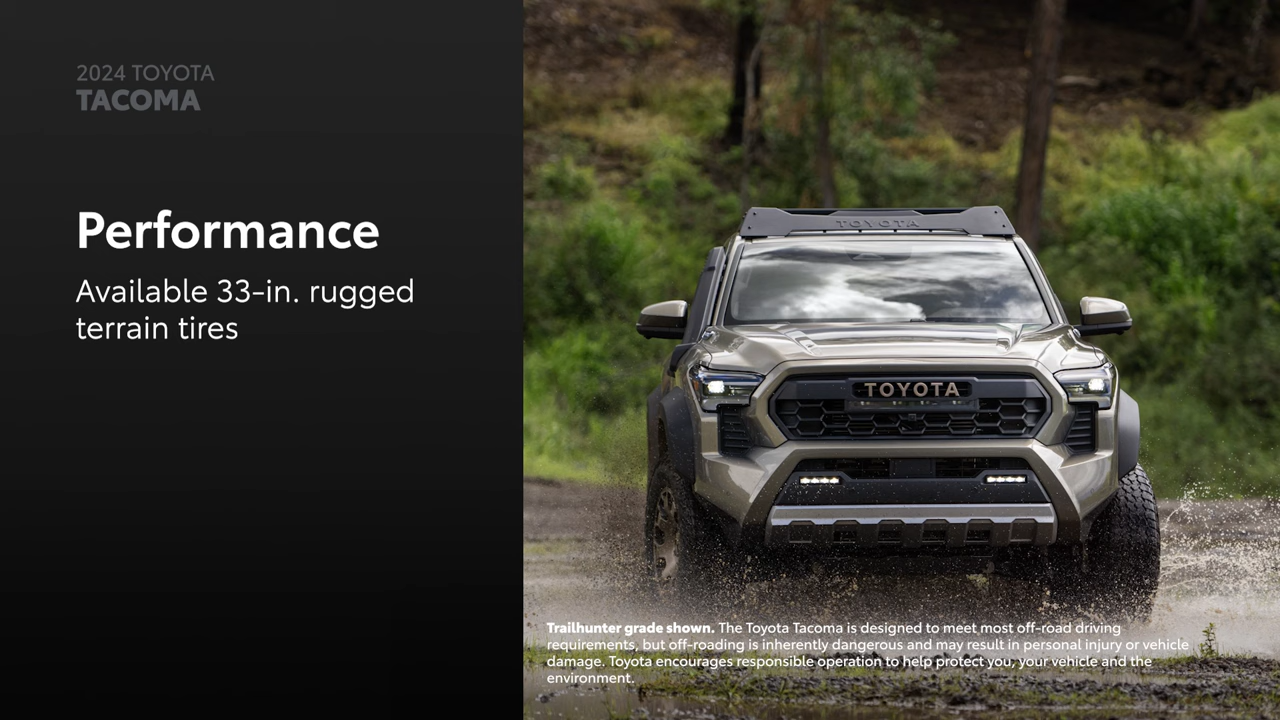 2024 TOYOTA
TACOMA
Performance
Available 33-in. rugged
terrain tires
TOYOTA
TOYOTA
Trailhunter grade shown. The Toyota Tacoma is designed to meet most off-road driving
requirements, but off-roading is inherently dangerous and may result in personal injury or vehicle
damage. Toyota encourages responsible operation to help protect you, your vehicle and the
environment.